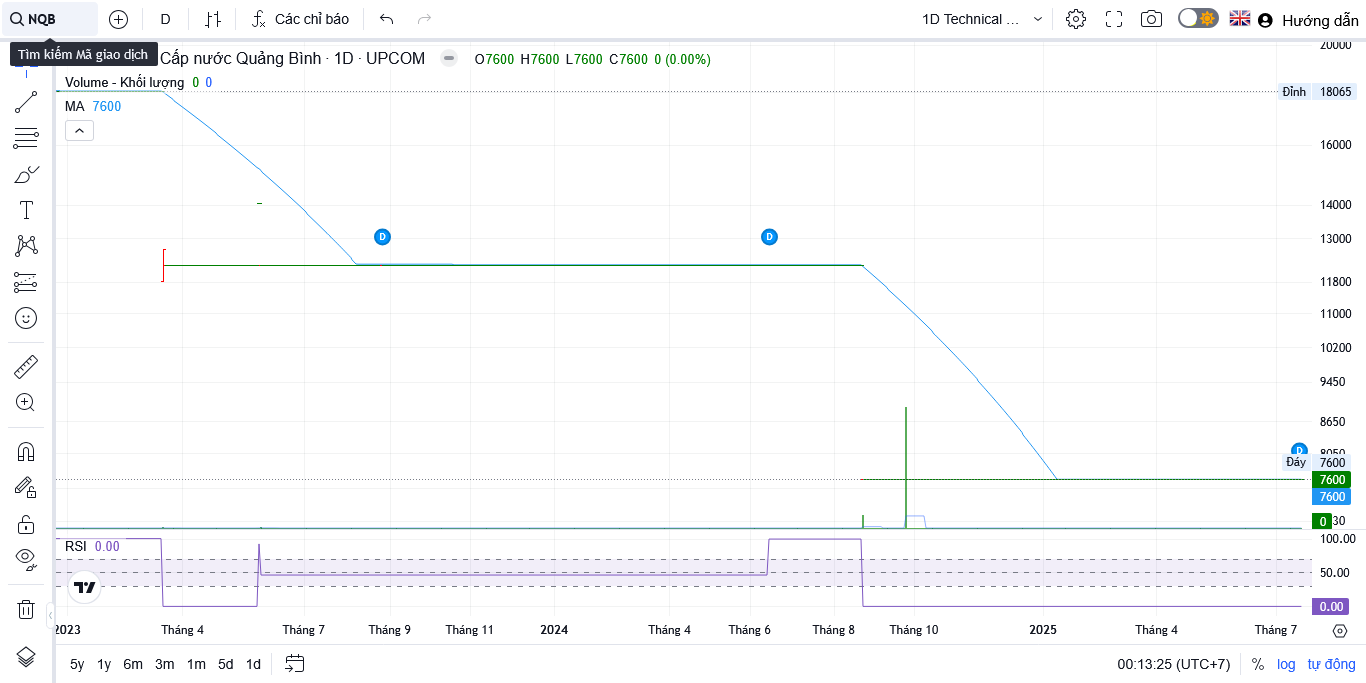 NQB
D
Các chỉ báo
1D Technical ...
Hướng dẫn
Tìm kiếm Mã giao dịch
Cấp nước Quảng Bình · 1D · UPCOM
O7600 H7600 L7600 C7600 0 (0.00%)
Volume - Khối lượng 0 0
MA 7600
20000
Đỉnh 18065
16000
14000
13000
11800
11000
10200
9450
8650
8050
Đáy 7600
7600
7600
0
30
D
D
D
RSI 0.00
100.00
50.00
0.00
2023
Tháng 4
Tháng 7
Tháng 9
Tháng 11
2024
Tháng 4
Tháng 6
Tháng 8
Tháng 10
2025
Tháng 4
Tháng 7
5y 1y 6m 3m 1m 5d 1d
00:13:25 (UTC+7)
%
log
tự động